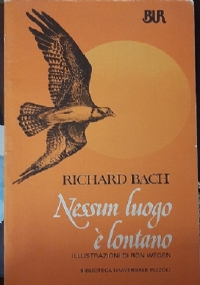 BUR
RICHARD BACH
Nessun luogo
è lontano
ILLUSTRAZIONI DI RON WEGEN
BIBLIOTECA UNIVERSALE RIZZOLI